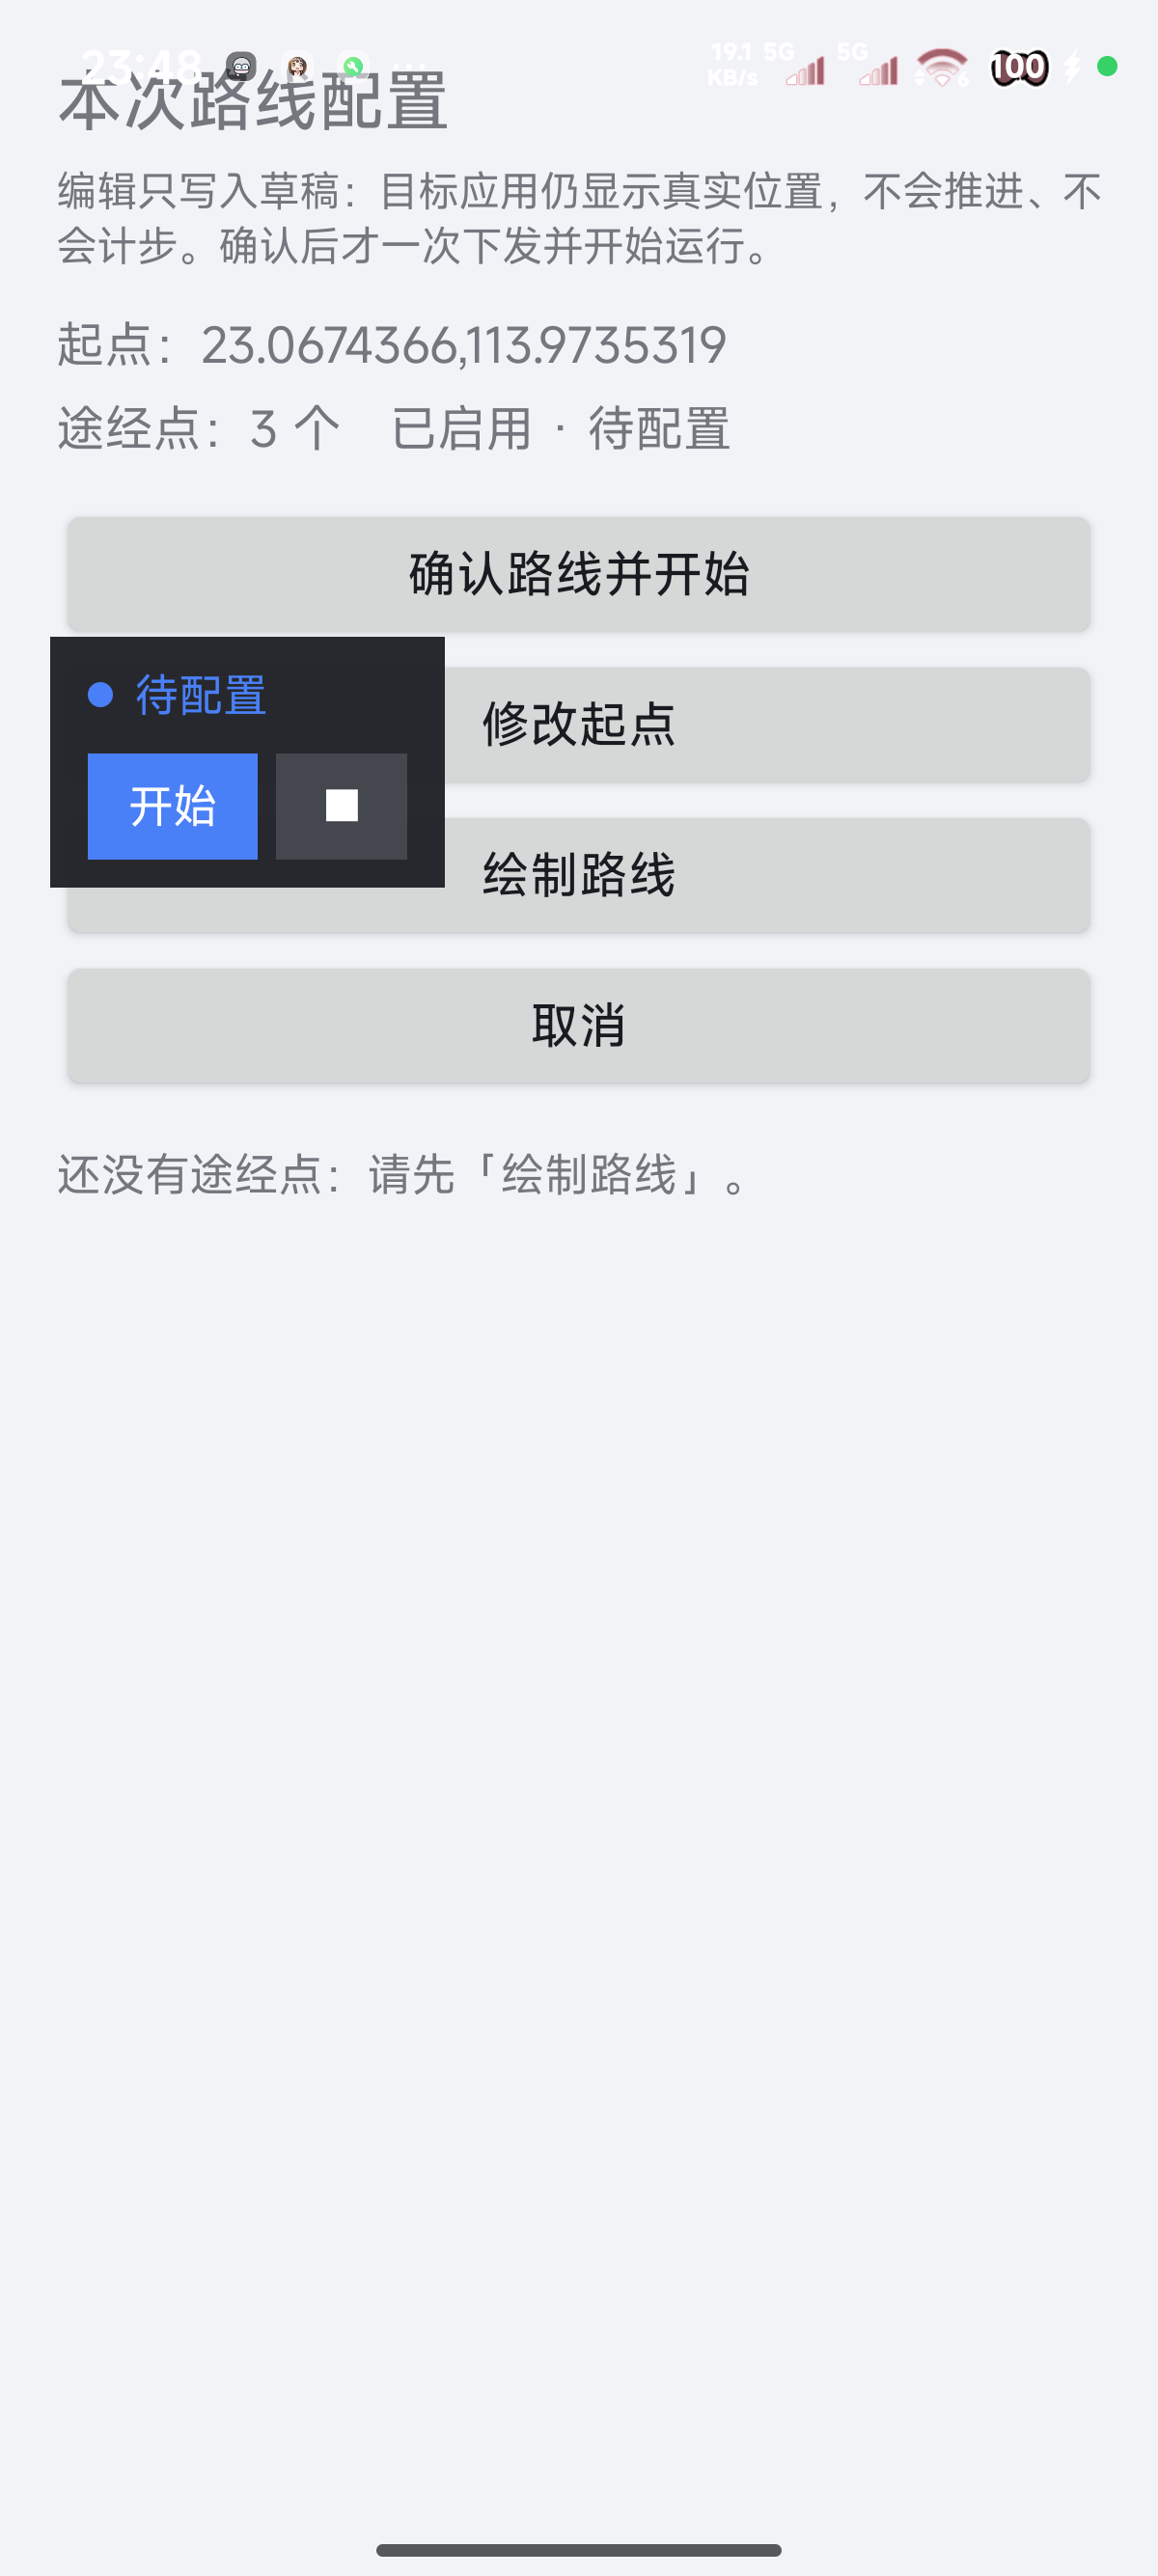 23:48
19.1 KB/s 5G 5G 6 100
本次路线配置
编辑只写入草稿：目标应用仍显示真实位置，不会推进、不
会计步。确认后才一次下发并开始运行。
起点：23.0674366,113.9735319
途经点：3 个　已启用 · 待配置
确认路线并开始
待配置
修改起点
开始
绘制路线
取消
还没有途经点：请先「绘制路线」。